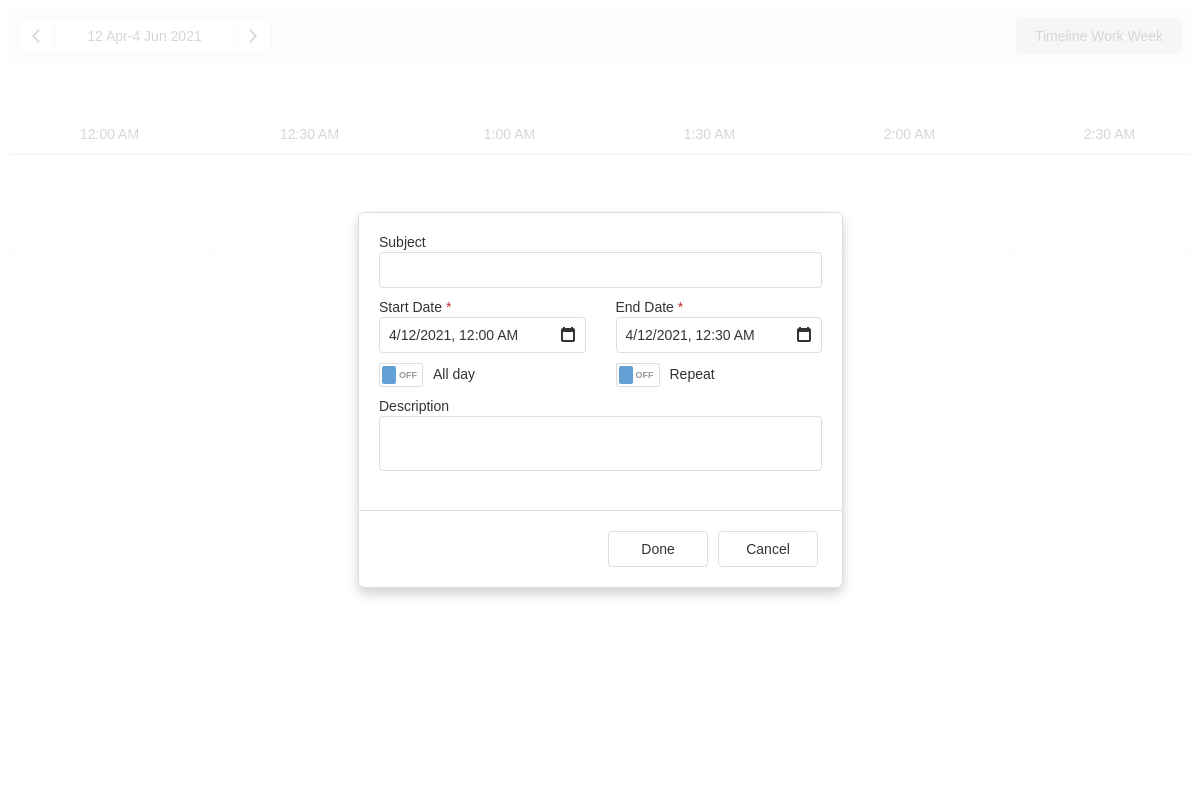 12 Apr-4 Jun 2021 Timeline Work Week
12:00 AM 12:30 AM 1:00 AM 1:30 AM 2:00 AM 2:30 AM
Subject
Start Date * End Date *
4/12/2021, 12:00 AM 4/12/2021, 12:30 AM
OFF All day OFF Repeat
Description
Done Cancel